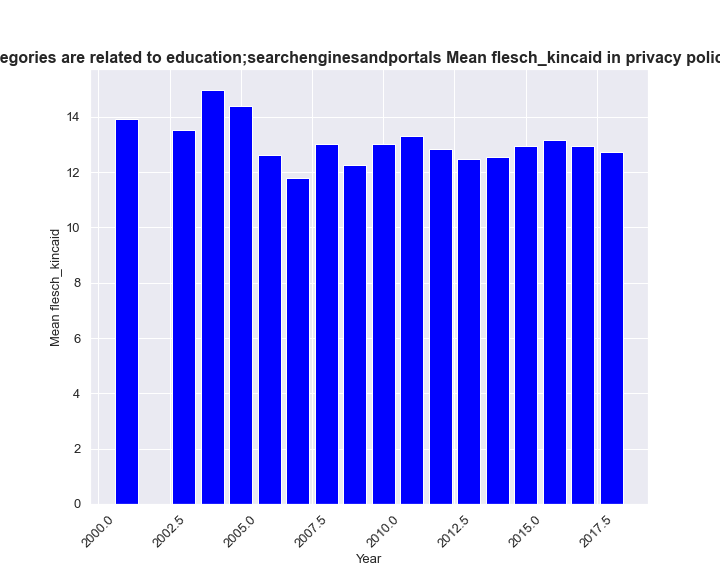 egories are related to education;searchenginesandportals Mean flesch_kincaid in privacy polic
14
12
10
8
6
4
2
0
Mean flesch_kincaid
2000.0 2002.5 2005.0 2007.5 2010.0 2012.5 2015.0 2017.5
Year